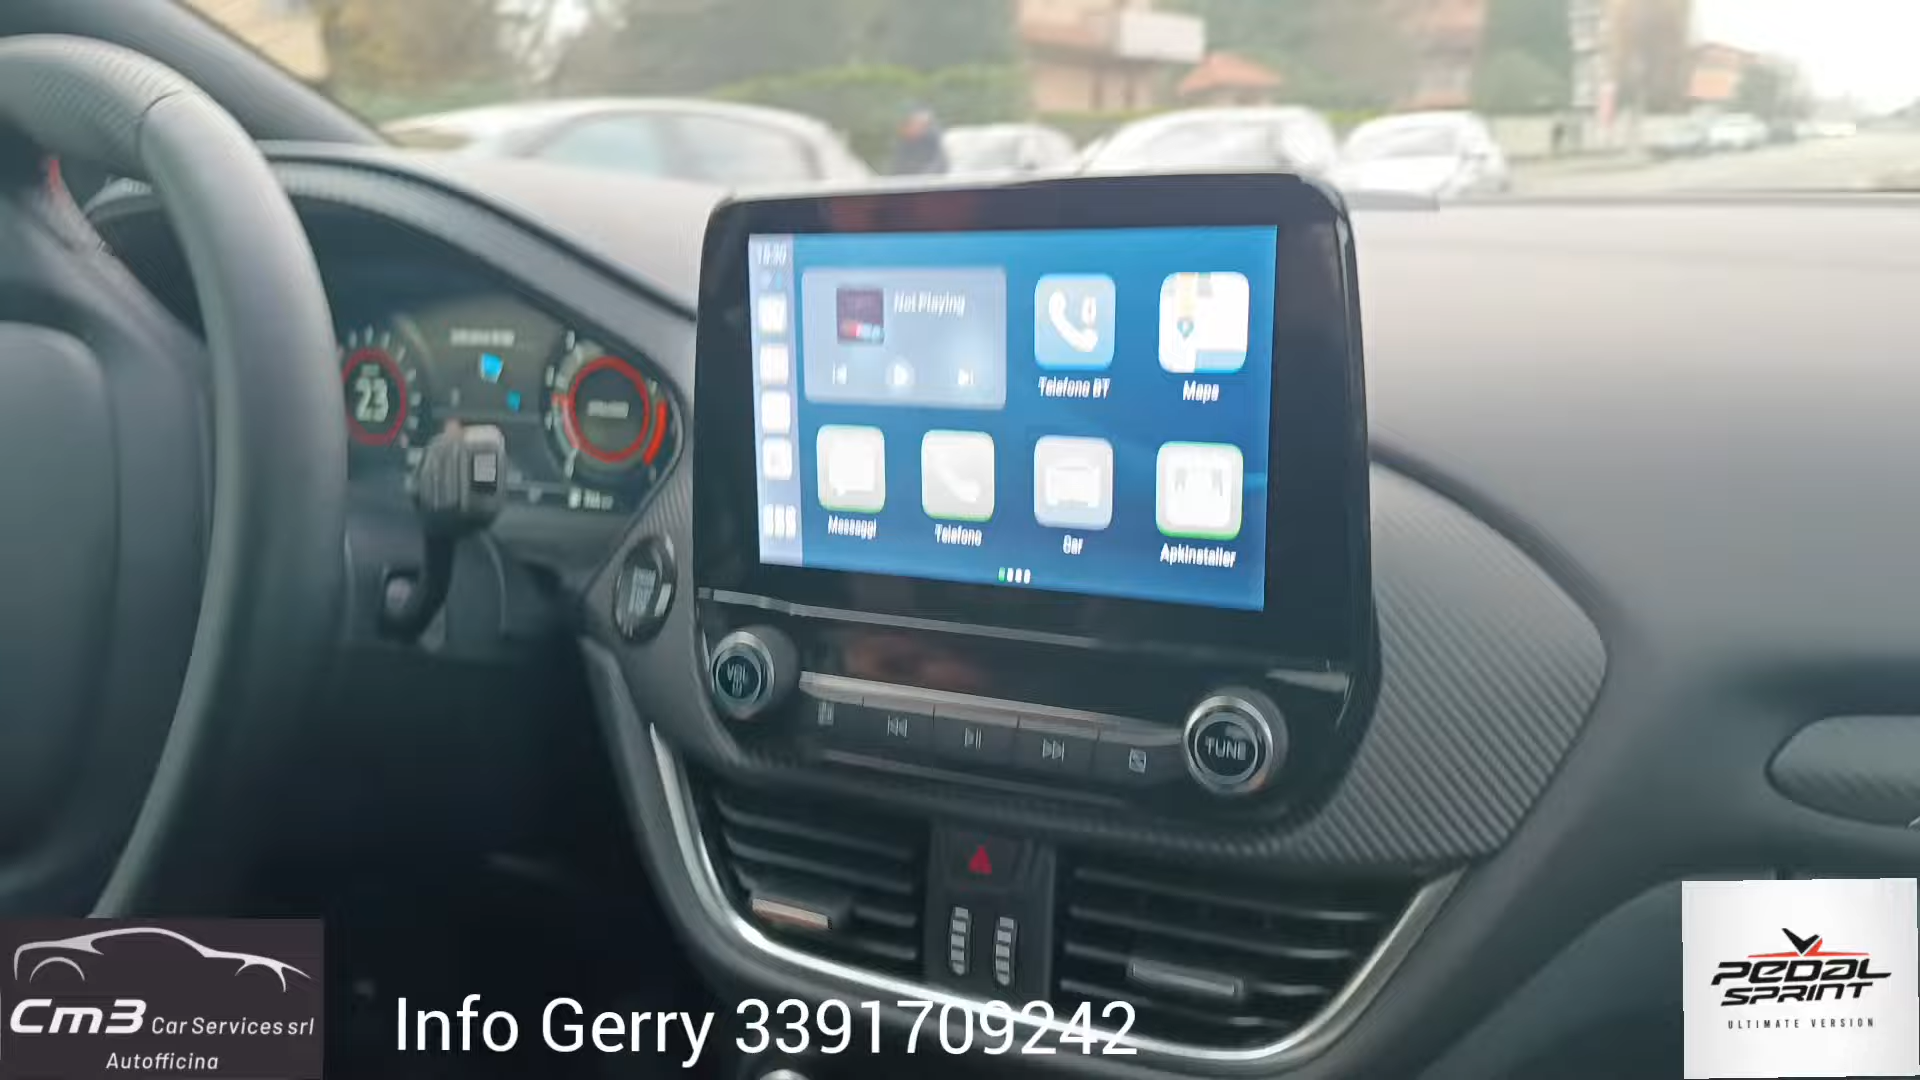 Not Playing
Telefono BT
Maps
Messaggi
Telefono
Car
ApkInstaller
23
VOL
TUNE
Cm3 Car Services srl
Autofficina
Info Gerry 3391709242
PEDAL
SPRINT
ULTIMATE VERSION